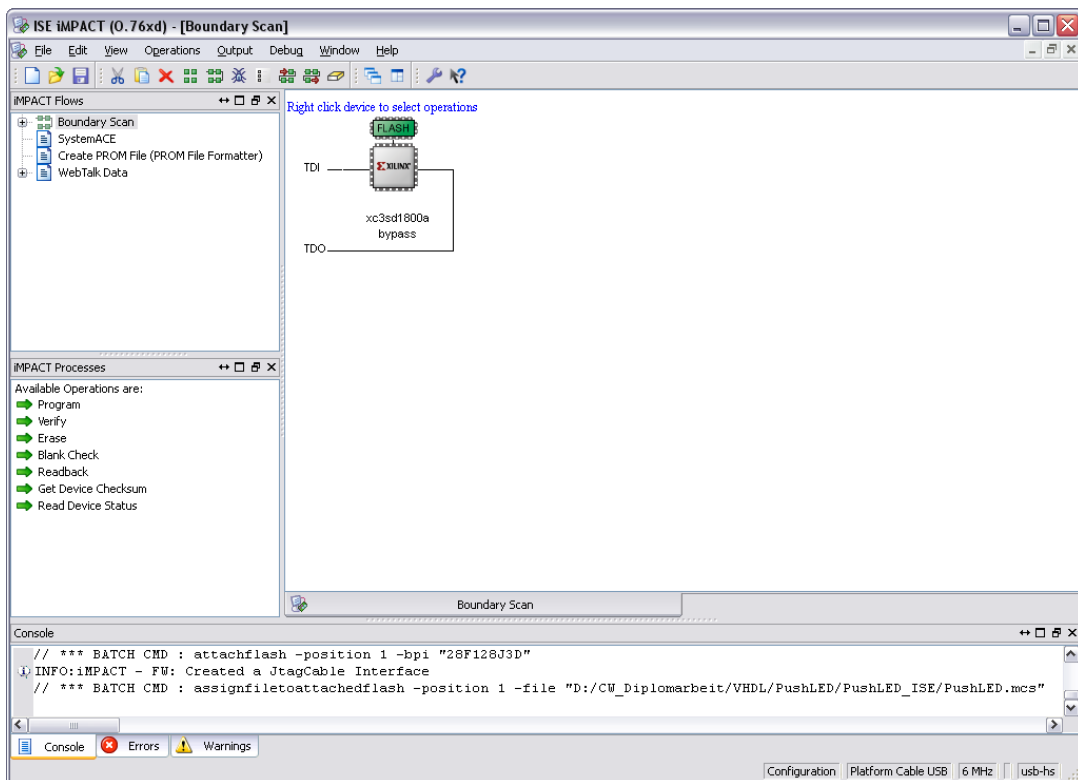 ISE iMPACT (O.76xd) - [Boundary Scan]
File Edit View Operations Output Debug Window Help
iMPACT Flows
Boundary Scan
SystemACE
Create PROM File (PROM File Formatter)
WebTalk Data
Right click device to select operations
FLASH
TDI
XILINX
xc3sd1800a
bypass
TDO
iMPACT Processes
Available Operations are:
Program
Verify
Erase
Blank Check
Readback
Get Device Checksum
Read Device Status
Boundary Scan
Console
// *** BATCH CMD : attachflash -position 1 -bpi "28F128J3D"
INFO:iMPACT - FW: Created a JtagCable Interface
// *** BATCH CMD : assignfiletoattachedflash -position 1 -file "D:/CW_Diplomarbeit/VHDL/PushLED/PushLED_ISE/PushLED.mcs"
Console Errors Warnings
Configuration Platform Cable USB 6 MHz usb-hs